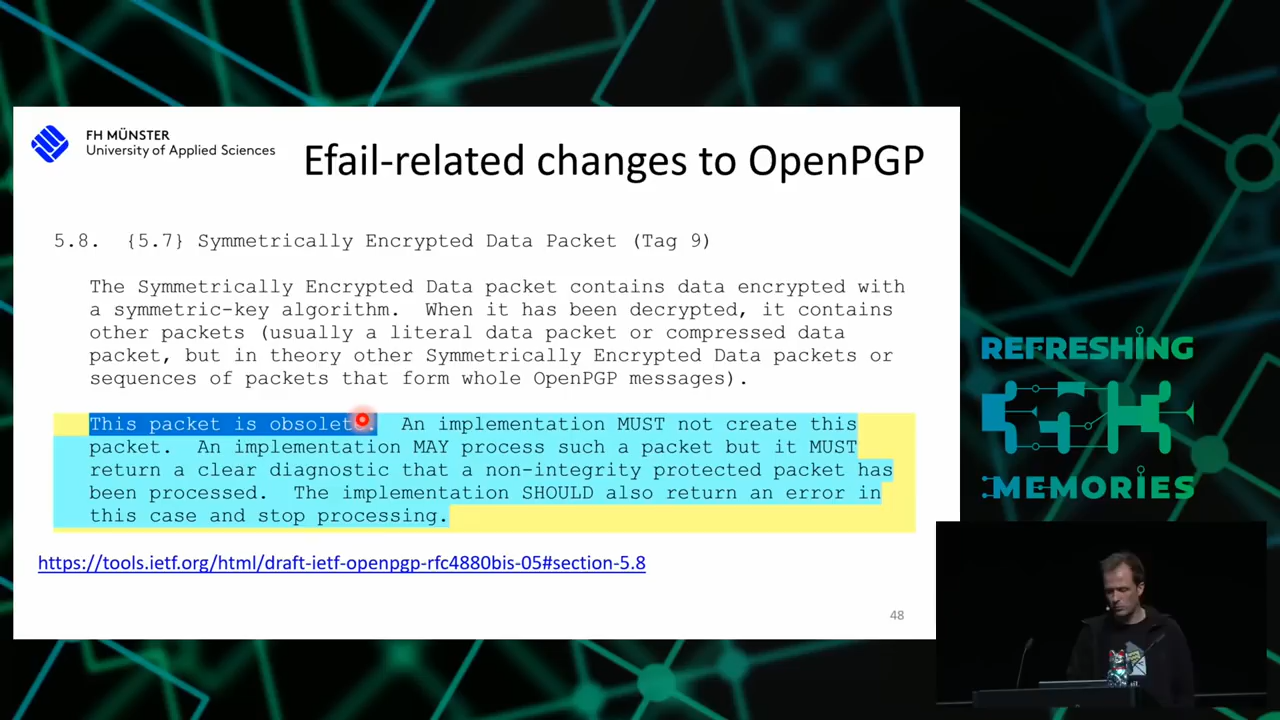 FH MÜNSTER
University of Applied Sciences
Efail-related changes to OpenPGP
5.8. {5.7} Symmetrically Encrypted Data Packet (Tag 9)
The Symmetrically Encrypted Data packet contains data encrypted with
a symmetric-key algorithm. When it has been decrypted, it contains
other packets (usually a literal data packet or compressed data
packet, but in theory other Symmetrically Encrypted Data packets or
sequences of packets that form whole OpenPGP messages).
This packet is obsolete. An implementation MUST not create this
packet. An implementation MAY process such a packet but it MUST
return a clear diagnostic that a non-integrity protected packet has
been processed. The implementation SHOULD also return an error in
this case and stop processing.
https://tools.ietf.org/html/draft-ietf-openpgp-rfc4880bis-05#section-5.8
48
REFRESHING
MEMORIES